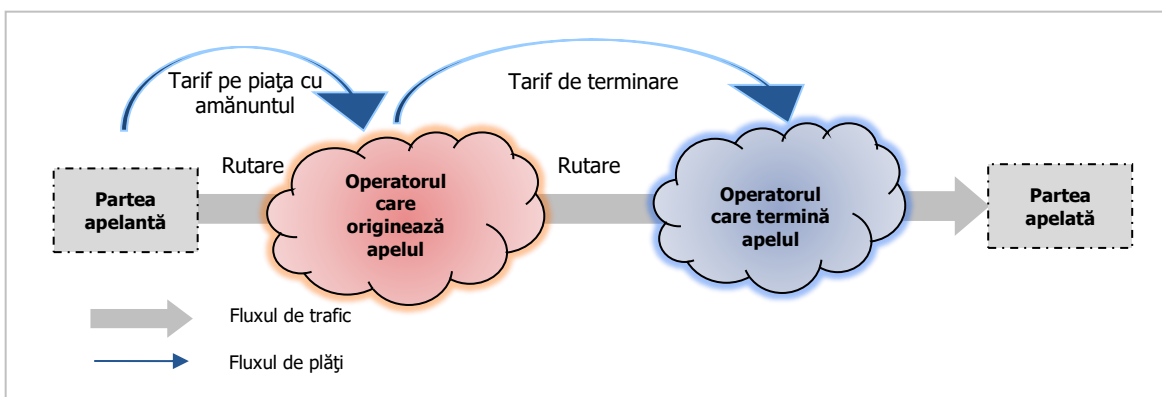 Tarif pe piaţa cu
amănuntul
Tarif de terminare
Rutare
Rutare
Partea
apelantă
Operatorul
care
originează
apelul
Operatorul
care termină
apelul
Partea
apelată
Fluxul de trafic
Fluxul de plăţi